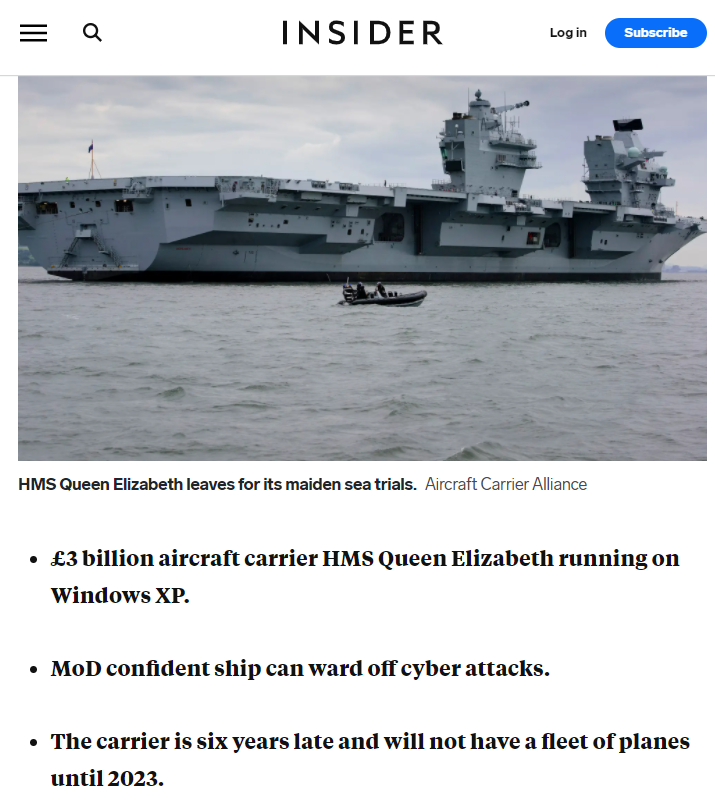 INSIDER
Log in
Subscribe
HMS Queen Elizabeth leaves for its maiden sea trials. Aircraft Carrier Alliance
• £3 billion aircraft carrier HMS Queen Elizabeth running on
Windows XP.
• MoD confident ship can ward off cyber attacks.
• The carrier is six years late and will not have a fleet of planes
until 2023.